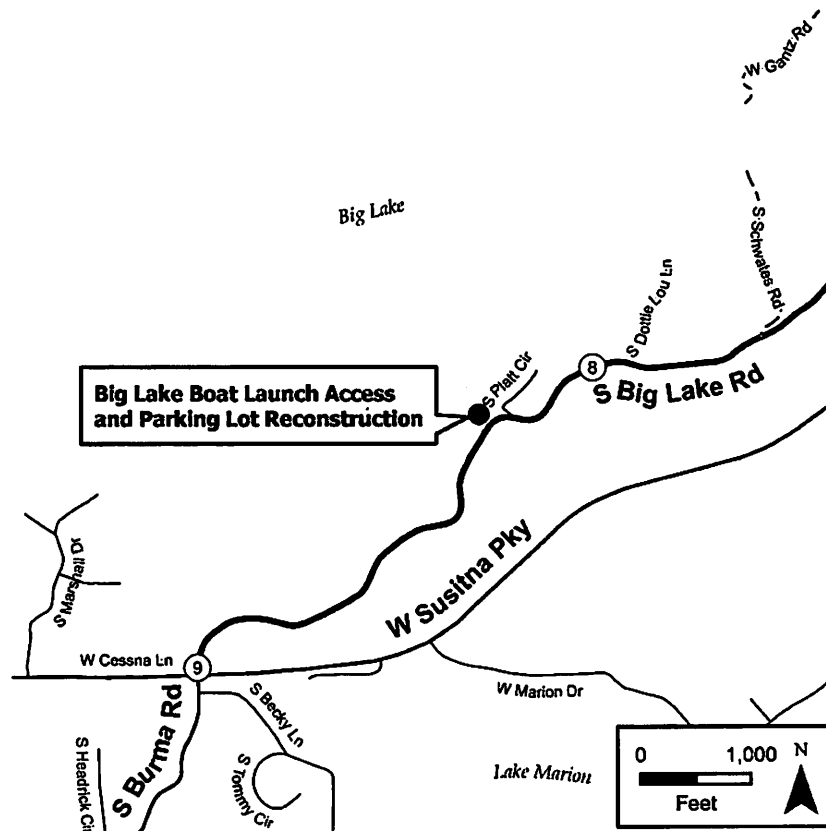 W Gantz Rd
Big Lake
S Schwates Rd
S Dottie Lou Ln
S Platt Cir
8
S Big Lake Rd
Big Lake Boat Launch Access
and Parking Lot Reconstruction
W Susitna Pky
S Marshall Dr
W Cessna Ln
9
S Becky Ln
W Marion Dr
S Burma Rd
S Headrick Cir
S Tommy Cir
Lake Marion
0 1,000 N
Feet